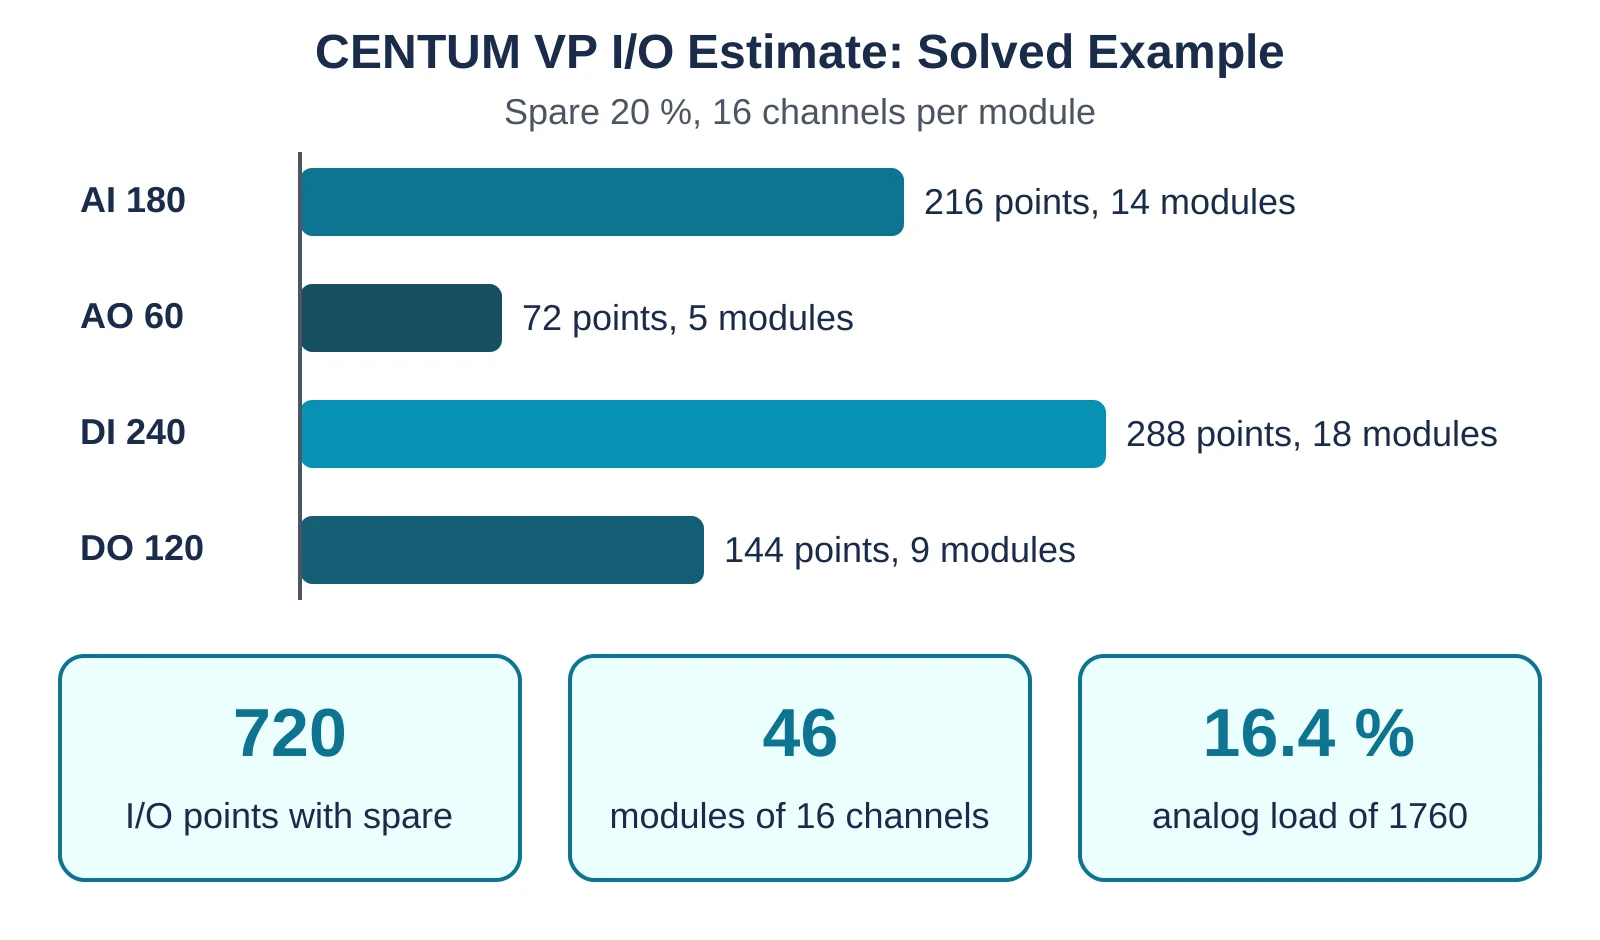 CENTUM VP I/O Estimate: Solved Example
Spare 20 %, 16 channels per module
AI 180
216 points, 14 modules
AO 60
72 points, 5 modules
DI 240
288 points, 18 modules
DO 120
144 points, 9 modules
720
I/O points with spare
46
modules of 16 channels
16.4 %
analog load of 1760